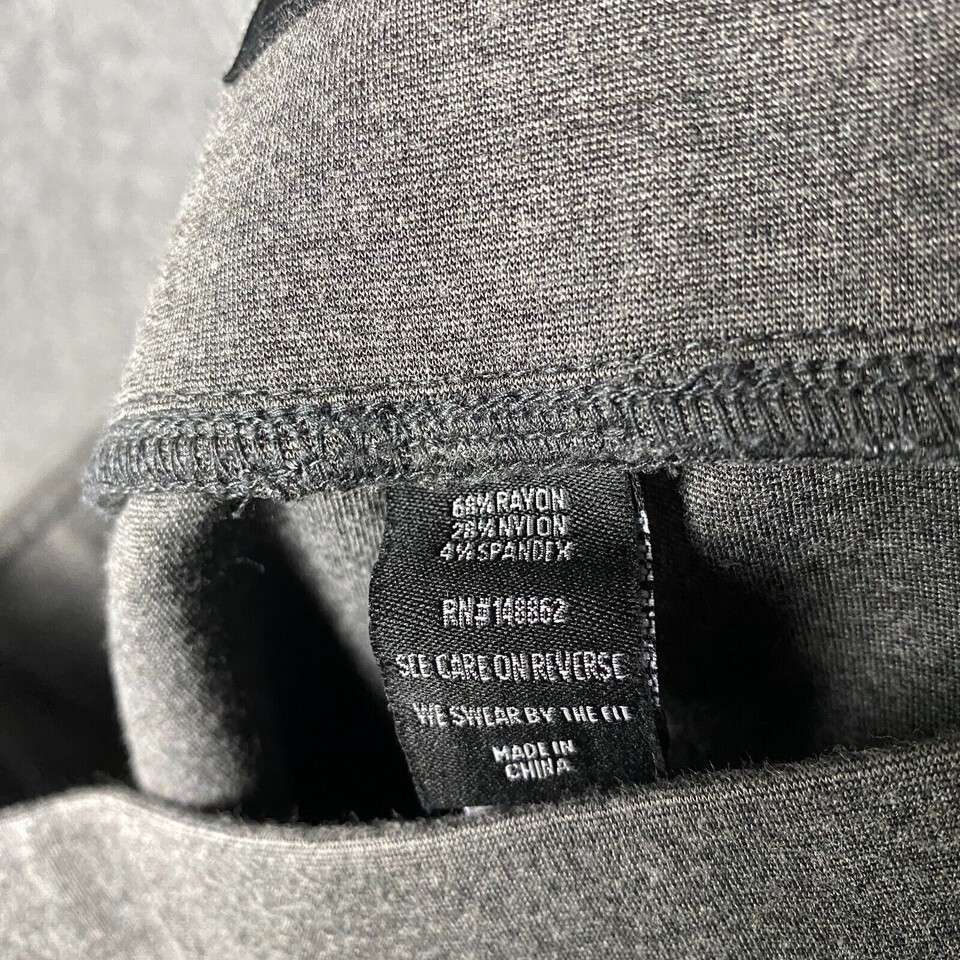 68% RAYON
28% NYLON
4% SPANDEX
RN# 148862
SEE CARE ON REVERSE
WE SWEAR BY THE FIT
MADE IN
CHINA